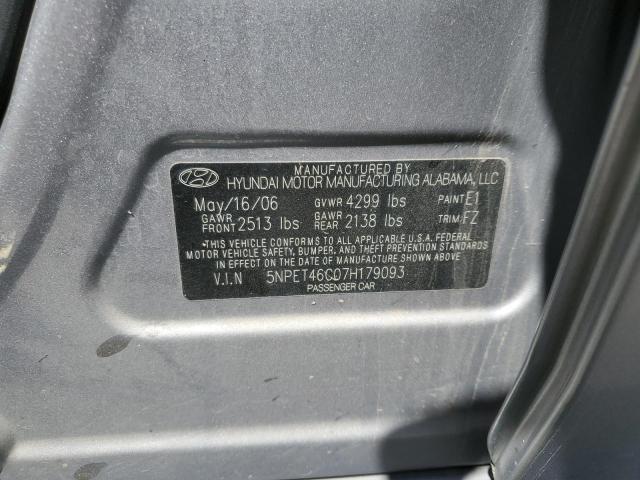 MANUFACTURED BY
HYUNDAI MOTOR MANUFACTURING ALABAMA, LLC
May/16/06 GVWR 4299 lbs PAINT E1
GAWR FRONT 2513 lbs GAWR REAR 2138 lbs TRIM: FZ
THIS VEHICLE CONFORMS TO ALL APPLICABLE U.S.A. FEDERAL
MOTOR VEHICLE SAFETY, BUMPER, AND THEFT PREVENTION STANDARDS
IN EFFECT ON THE DATE OF MANUFACTURE SHOWN ABOVE
V.I.N 5NPET46C07H179093
PASSENGER CAR